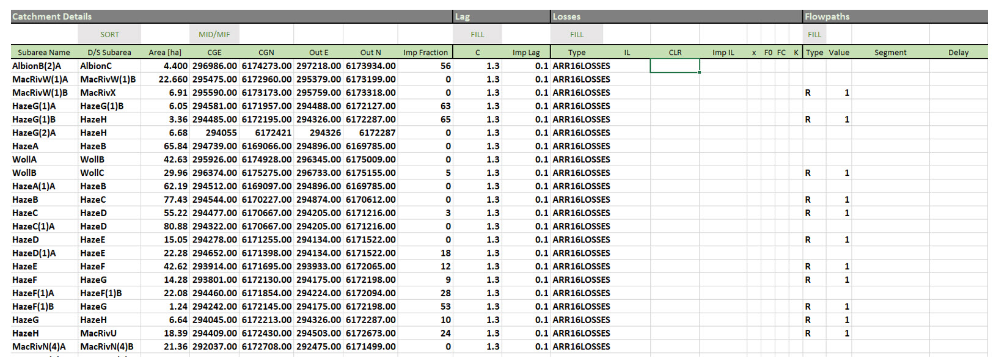 Catchment Details Lag Losses Flowpaths
SORT MID/MIF FILL FILL FILL
Subarea Name D/S Subarea Area [ha] CGE CGN Out E Out N Imp Fraction C Imp Lag Type IL CLR Imp IL x F0 FC K Type Value Segment Delay
AlbionB(2)A AlbionC 4.400 296986.00 6174273.00 297218.00 6173934.00 56 1.3 0.1 ARR16LOSSES
MacRivW(1)A MacRivW(1)B 22.660 295475.00 6172960.00 295379.00 6173199.00 0 1.3 0.1 ARR16LOSSES
MacRivW(1)B MacRivX 6.91 295590.00 6173173.00 295759.00 6173318.00 0 1.3 0.1 ARR16LOSSES R 1
HazeG(1)A HazeG(1)B 6.05 294581.00 6171957.00 294488.00 6172127.00 63 1.3 0.1 ARR16LOSSES
HazeG(1)B HazeH 3.36 294485.00 6172195.00 294326.00 6172287.00 65 1.3 0.1 ARR16LOSSES R 1
HazeG(2)A HazeH 6.68 294055 6172421 294326 6172287 0 1.3 0.1 ARR16LOSSES
HazeA HazeB 65.84 294739.00 6169066.00 294896.00 6169785.00 0 1.3 0.1 ARR16LOSSES
WollA WollB 42.63 295926.00 6174928.00 296345.00 6175009.00 0 1.3 0.1 ARR16LOSSES
WollB WollC 29.96 296374.00 6175275.00 296733.00 6175155.00 5 1.3 0.1 ARR16LOSSES R 1
HazeA(1)A HazeB 62.19 294512.00 6169097.00 294896.00 6169785.00 0 1.3 0.1 ARR16LOSSES
HazeB HazeC 77.43 294544.00 6170227.00 294874.00 6170612.00 0 1.3 0.1 ARR16LOSSES R 1
HazeC HazeD 55.22 294477.00 6170667.00 294205.00 6171216.00 3 1.3 0.1 ARR16LOSSES R 1
HazeC(1)A HazeD 80.88 294322.00 6170667.00 294205.00 6171216.00 0 1.3 0.1 ARR16LOSSES
HazeD HazeE 15.05 294278.00 6171255.00 294134.00 6171522.00 0 1.3 0.1 ARR16LOSSES R 1
HazeD(1)A HazeE 22.28 294652.00 6171398.00 294134.00 6171522.00 18 1.3 0.1 ARR16LOSSES
HazeE HazeF 42.62 293914.00 6171695.00 293933.00 6172065.00 12 1.3 0.1 ARR16LOSSES R 1
HazeF HazeG 14.28 293801.00 6172130.00 294175.00 6172198.00 9 1.3 0.1 ARR16LOSSES R 1
HazeF(1)A HazeF(1)B 22.08 294460.00 6171854.00 294224.00 6172094.00 28 1.3 0.1 ARR16LOSSES
HazeF(1)B HazeG 1.24 294242.00 6172145.00 294175.00 6172198.00 53 1.3 0.1 ARR16LOSSES R 1
HazeG HazeH 6.64 294045.00 6172213.00 294326.00 6172287.00 10 1.3 0.1 ARR16LOSSES R 1
HazeH MacRivU 18.39 294409.00 6172430.00 294503.00 6172673.00 24 1.3 0.1 ARR16LOSSES R 1
MacRivN(4)A MacRivN(4)B 21.36 292037.00 6172708.00 292475.00 6171499.00 0 1.3 0.1 ARR16LOSSES